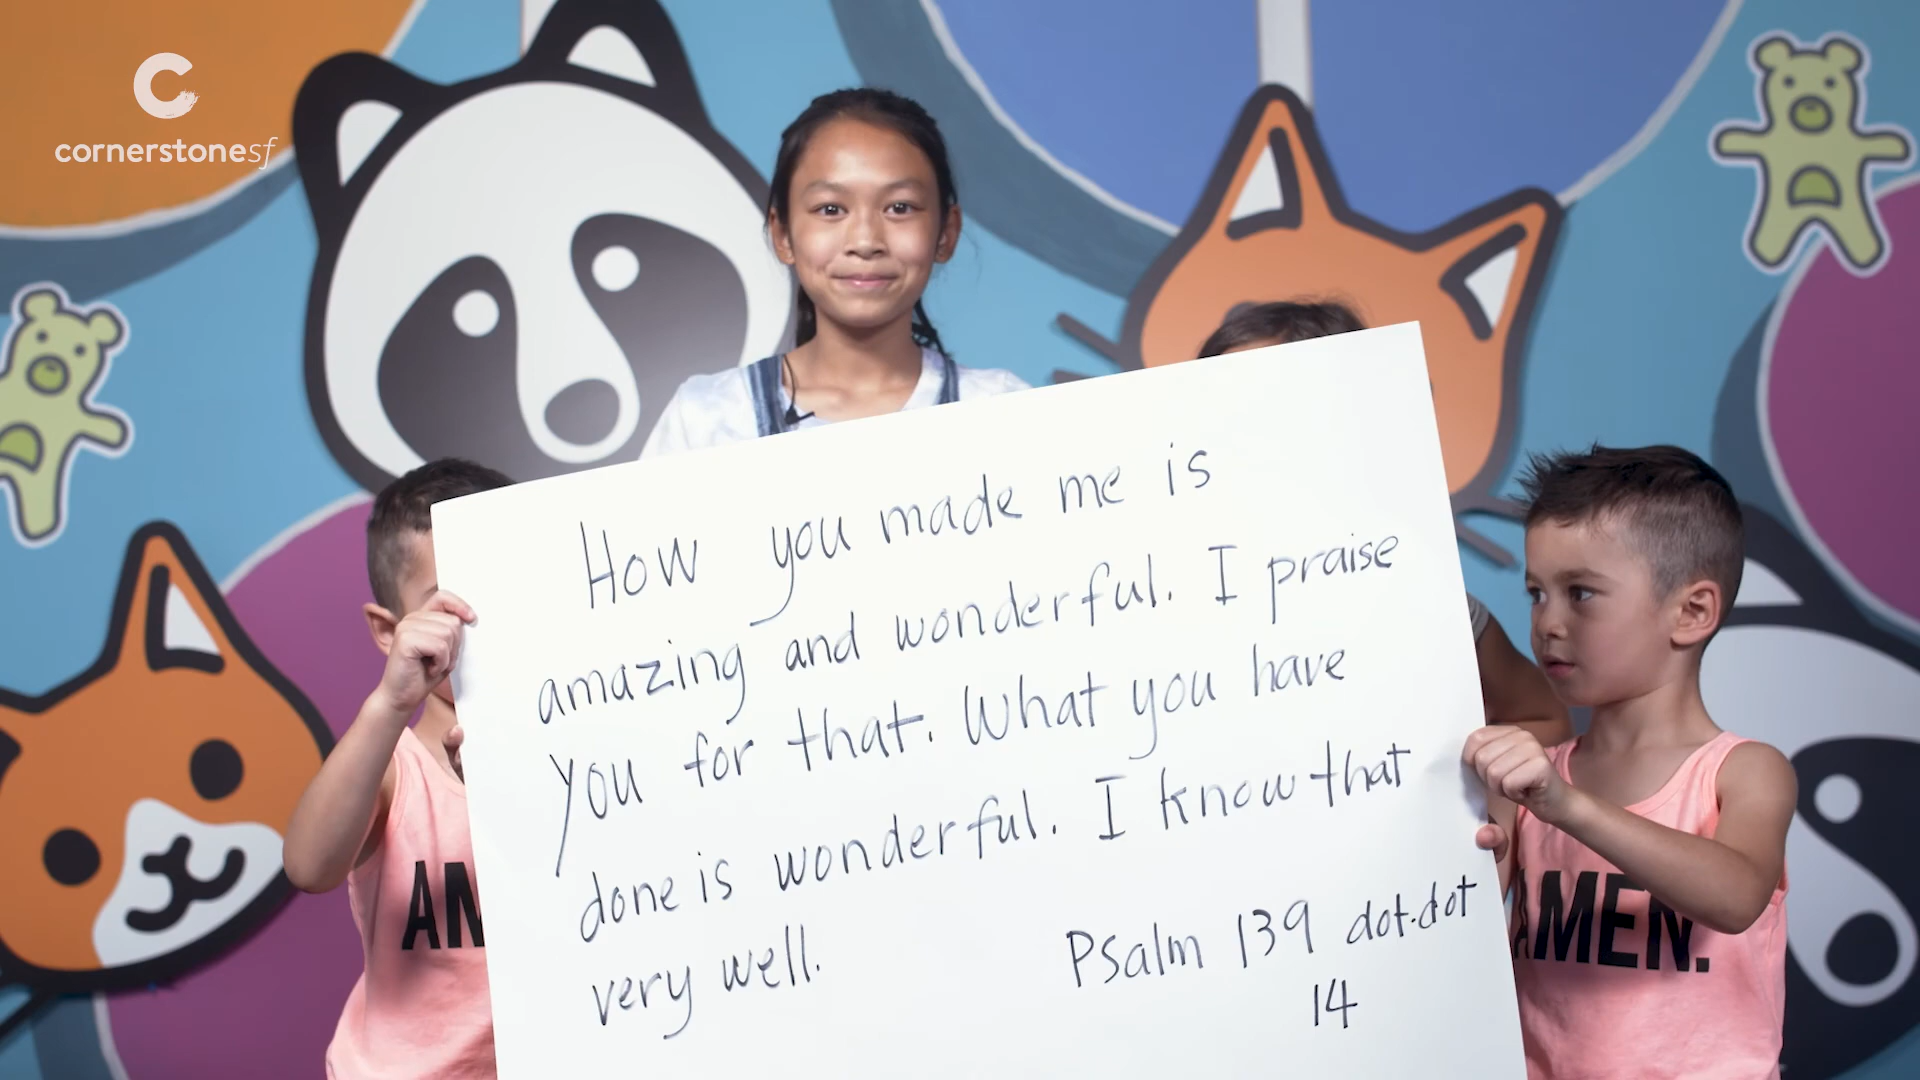 cornerstonesf
How you made me is
amazing and wonderful. I praise
you for that. What you have
done is wonderful. I know that
very well.
Psalm 139 dot.dot
14
AM
AMEN.